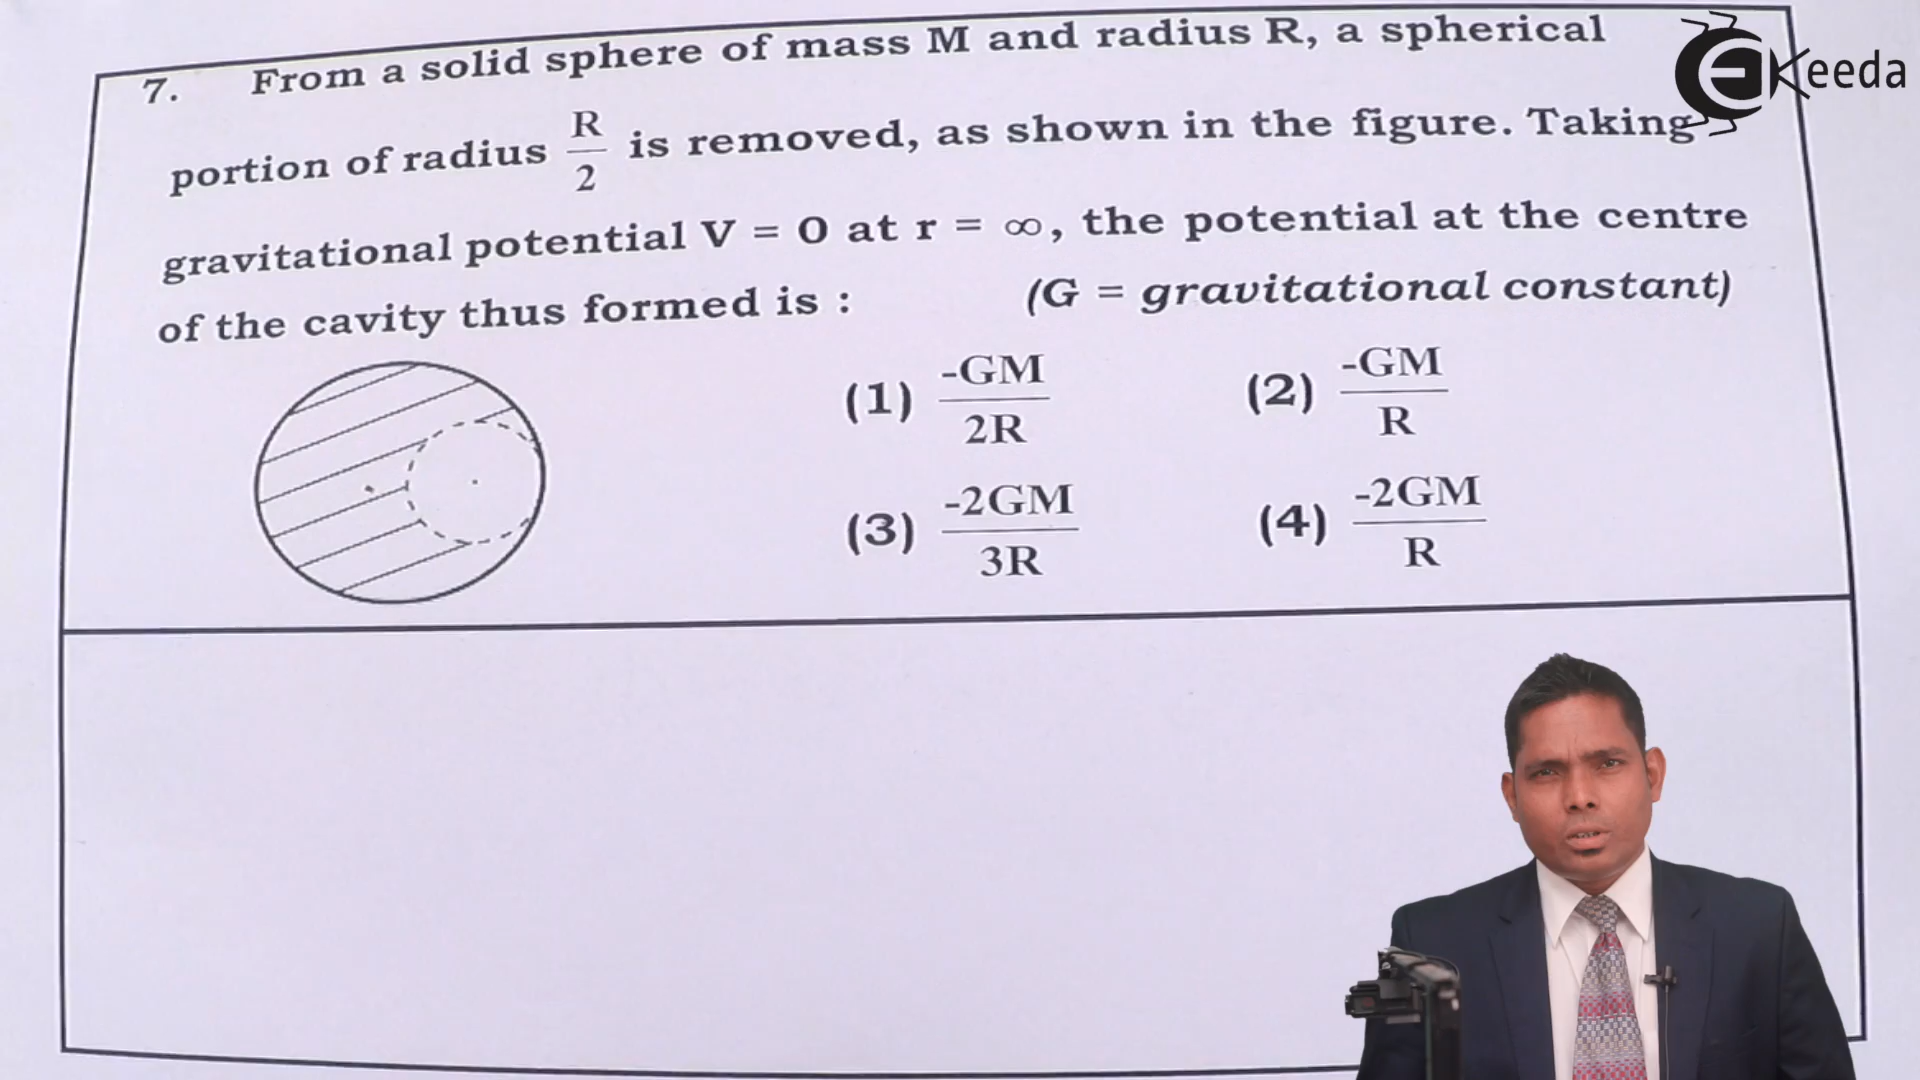 7. From a solid sphere of mass M and radius R, a spherical
portion of radius R/2 is removed, as shown in the figure. Taking
gravitational potential V = 0 at r = ∞, the potential at the centre
of the cavity thus formed is : (G = gravitational constant)
(1) -GM/2R (2) -GM/R
(3) -2GM/3R (4) -2GM/R
EKeeda